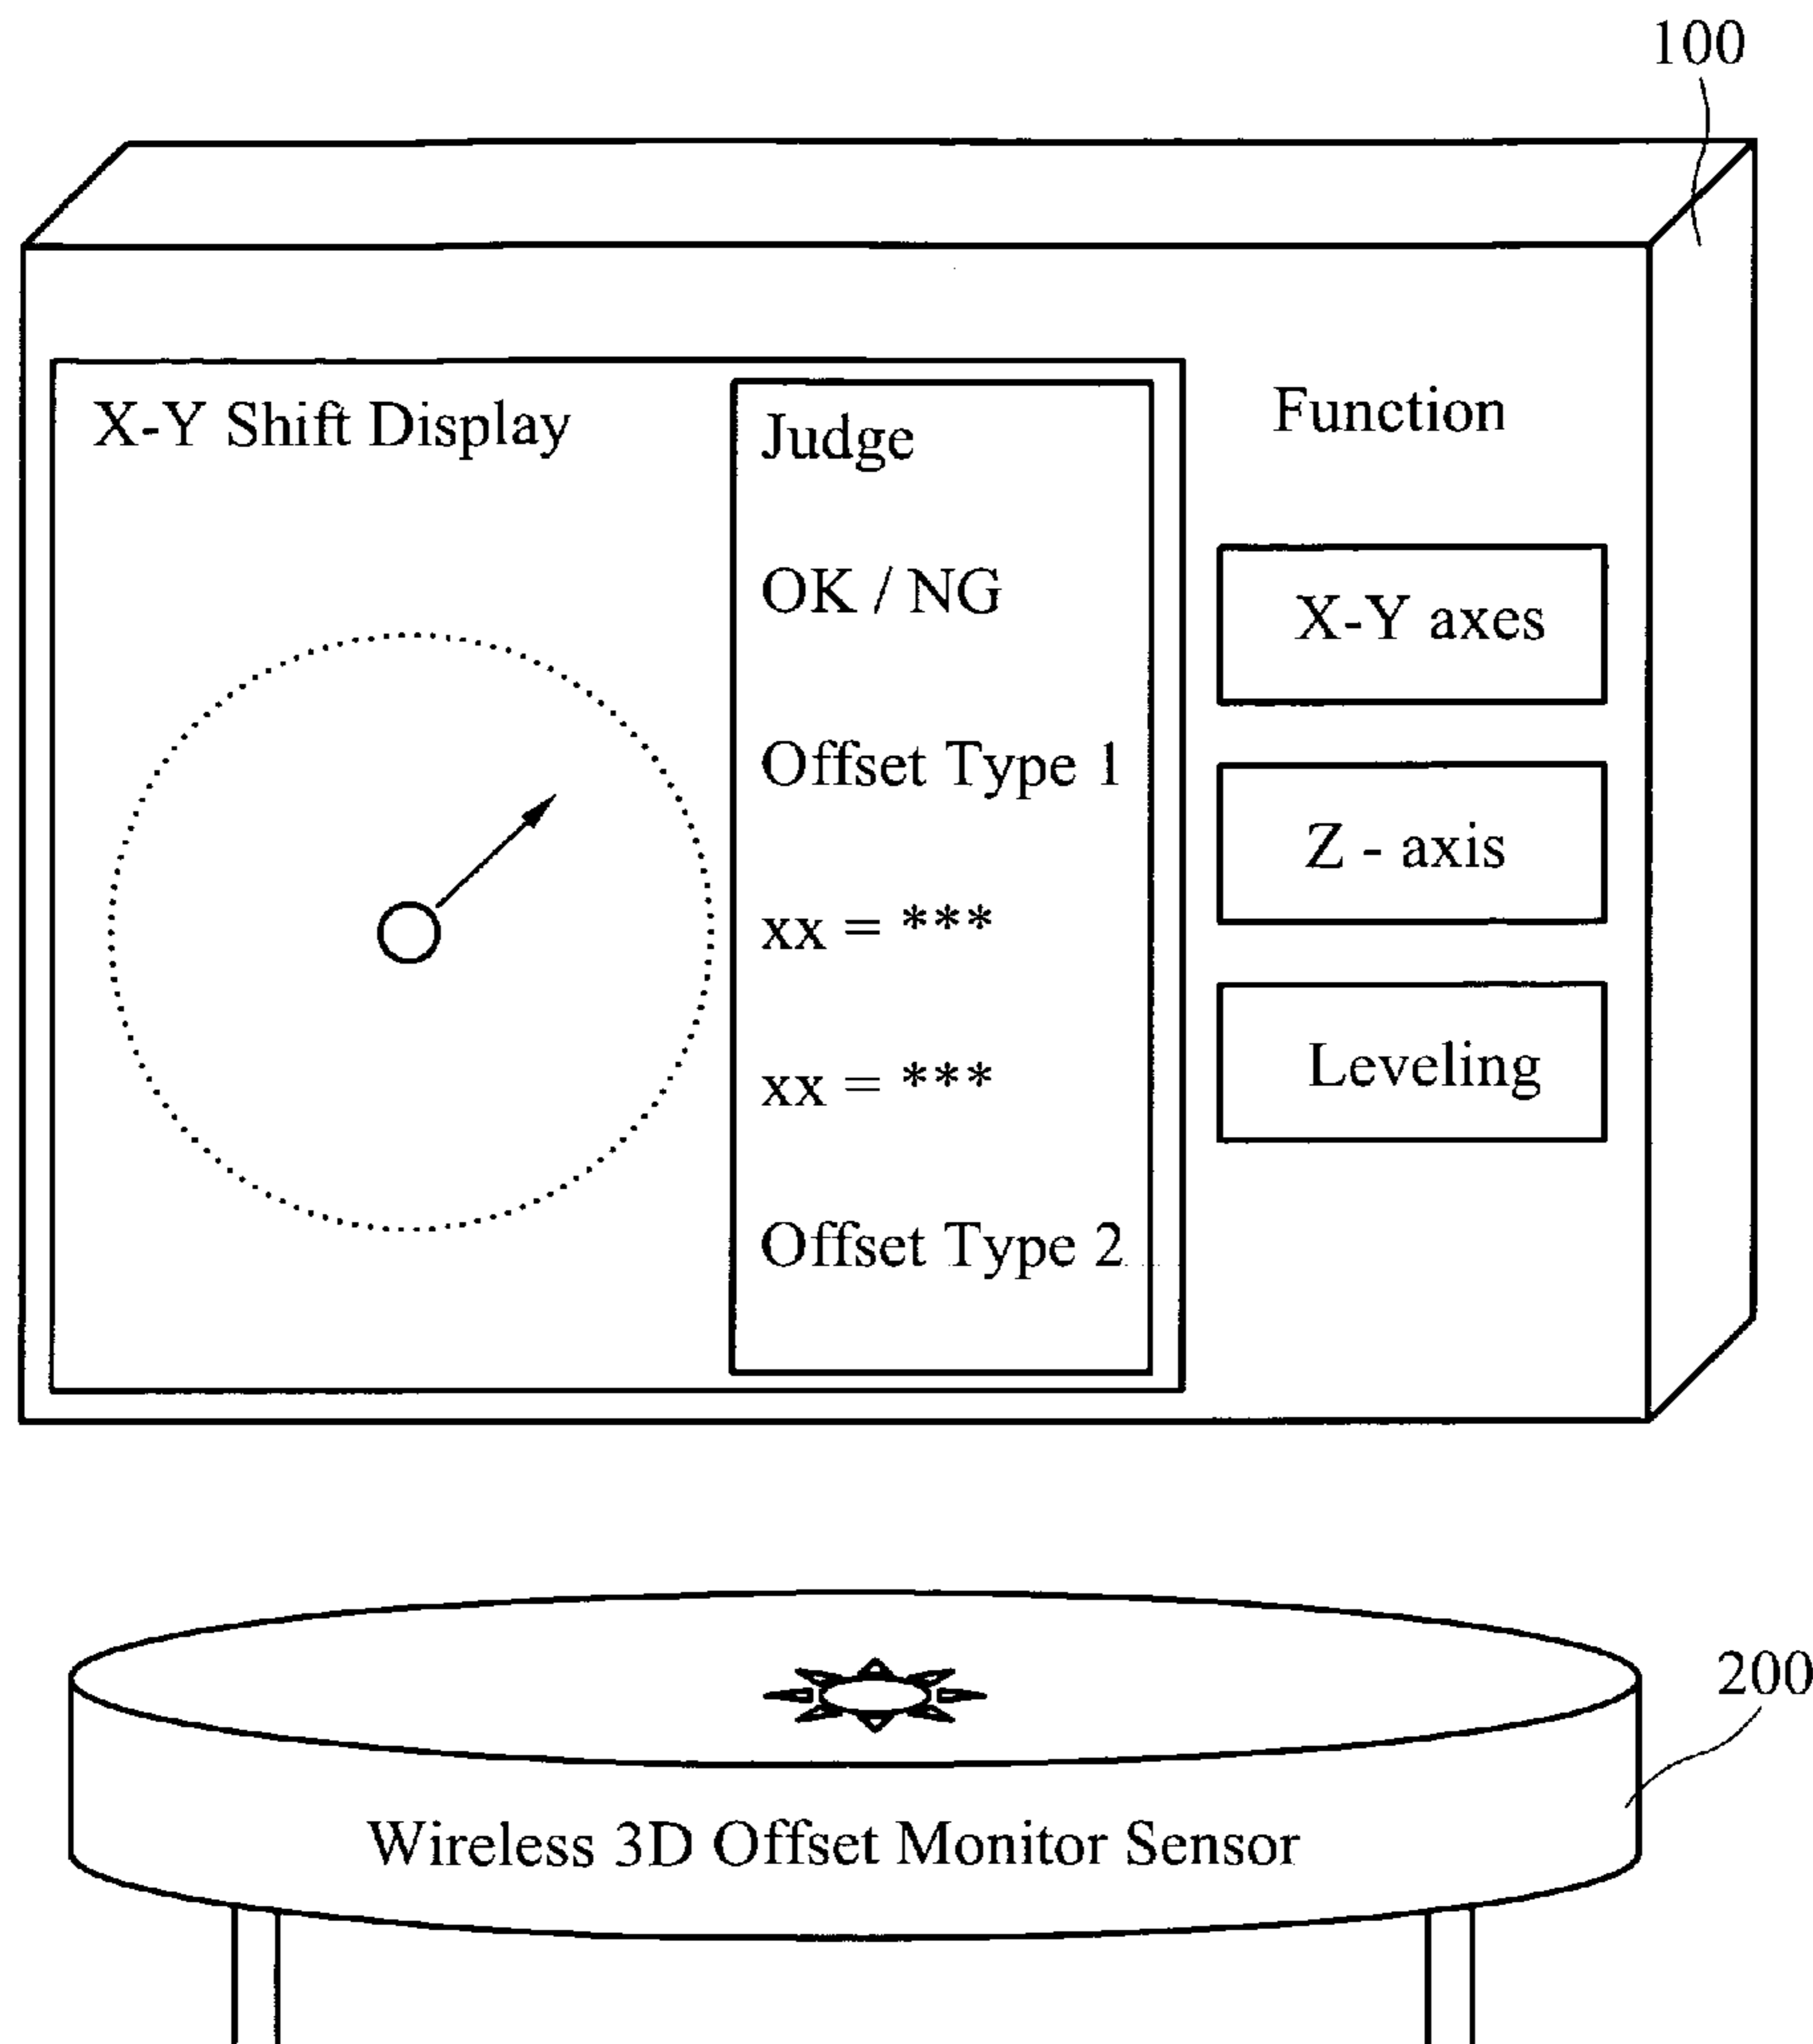 100
X-Y Shift Display
Judge
OK / NG
Offset Type 1
xx = ***
xx = ***
Offset Type 2
Function
X-Y axes
Z - axis
Leveling
200
Wireless 3D Offset Monitor Sensor